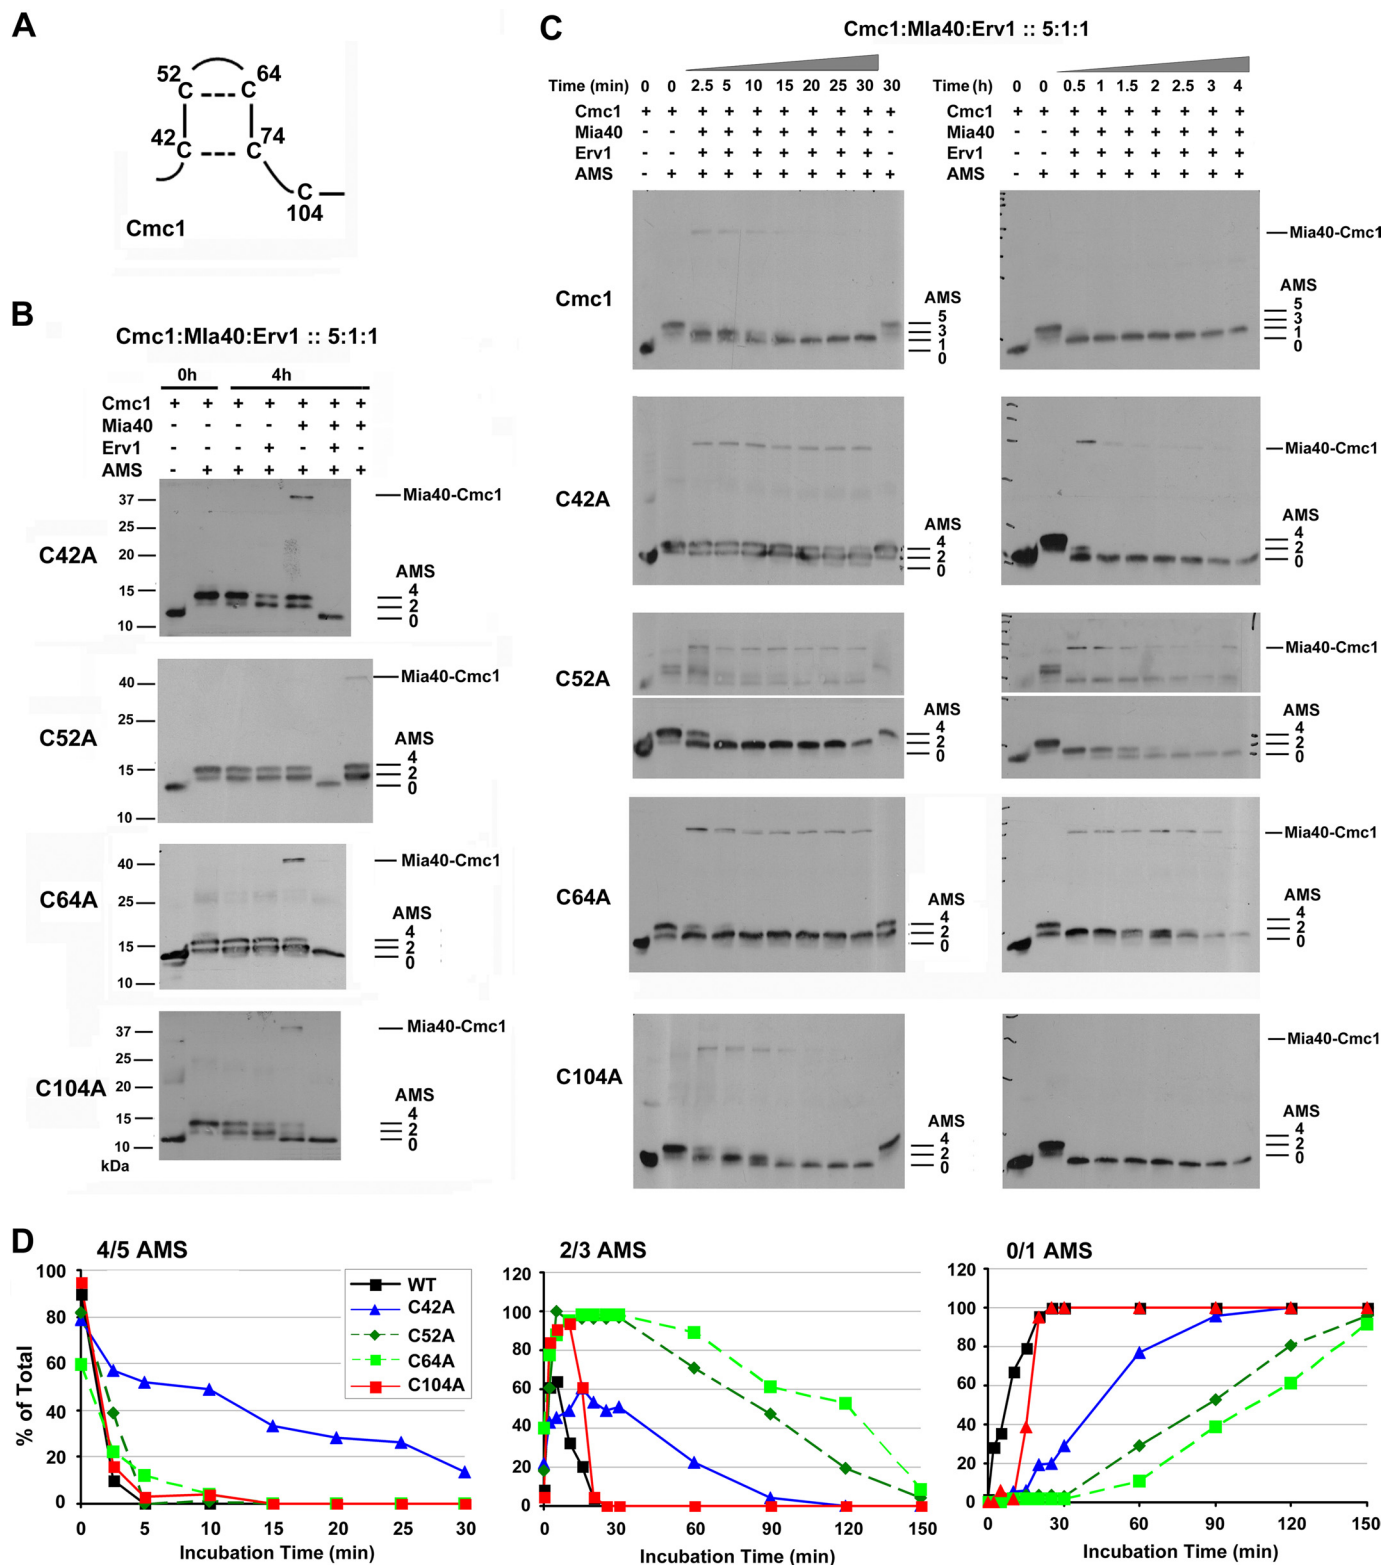 A
52 64
C C
42 74
C C
C
104
Cmc1
B
Cmc1:MIa40:Erv1 :: 5:1:1
0h 4h
Cmc1 + + + + + + +
Mia40 - - - - + + +
Erv1 - - - + - + -
AMS - + + + + + +
C42A
37
25
20
15
10
Mia40-Cmc1
AMS
4
2
0
C52A
40
25
15
10
Mia40-Cmc1
AMS
4
2
0
C64A
40
25
15
10
Mia40-Cmc1
AMS
4
2
0
C104A
37
25
20
15
10
kDa
Mia40-Cmc1
AMS
4
2
0
C
Cmc1:MIa40:Erv1 :: 5:1:1
Time (min) 0 0 2.5 5 10 15 20 25 30 30
Cmc1 + + + + + + + + + +
Mia40 - - + + + + + + + -
Erv1 - - + + + + + + + -
AMS - + + + + + + + + +
Time (h) 0 0 0.5 1 1.5 2 2.5 3 4
Cmc1 + + + + + + + + +
Mia40 - - + + + + + + +
Erv1 - - + + + + + + +
AMS - + + + + + + + +
Cmc1
AMS
5
3
1
0
Mia40-Cmc1
AMS
5
3
1
0
C42A
AMS
4
2
0
Mia40-Cmc1
AMS
4
2
0
C52A
AMS
4
2
0
Mia40-Cmc1
AMS
4
2
0
C64A
AMS
4
2
0
Mia40-Cmc1
AMS
4
2
0
C104A
AMS
4
2
0
Mia40-Cmc1
AMS
4
2
0
D
4/5 AMS
% of Total
100
80
60
40
20
0
0 5 10 15 20 25 30
Incubation Time (min)
WT
C42A
C52A
C64A
C104A
2/3 AMS
120
100
80
60
40
20
0
0 30 60 90 120 150
Incubation Time (min)
0/1 AMS
120
100
80
60
40
20
0
0 30 60 90 120 150
Incubation Time (min)